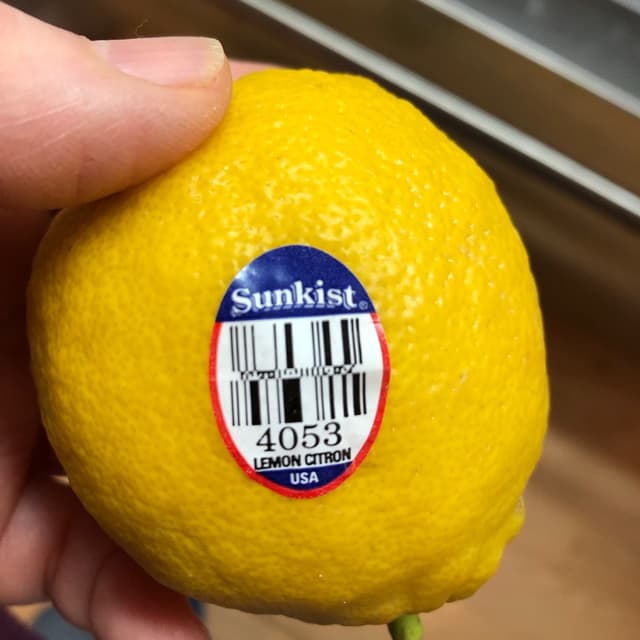 Sunkist
4053
LEMON CITRON
USA